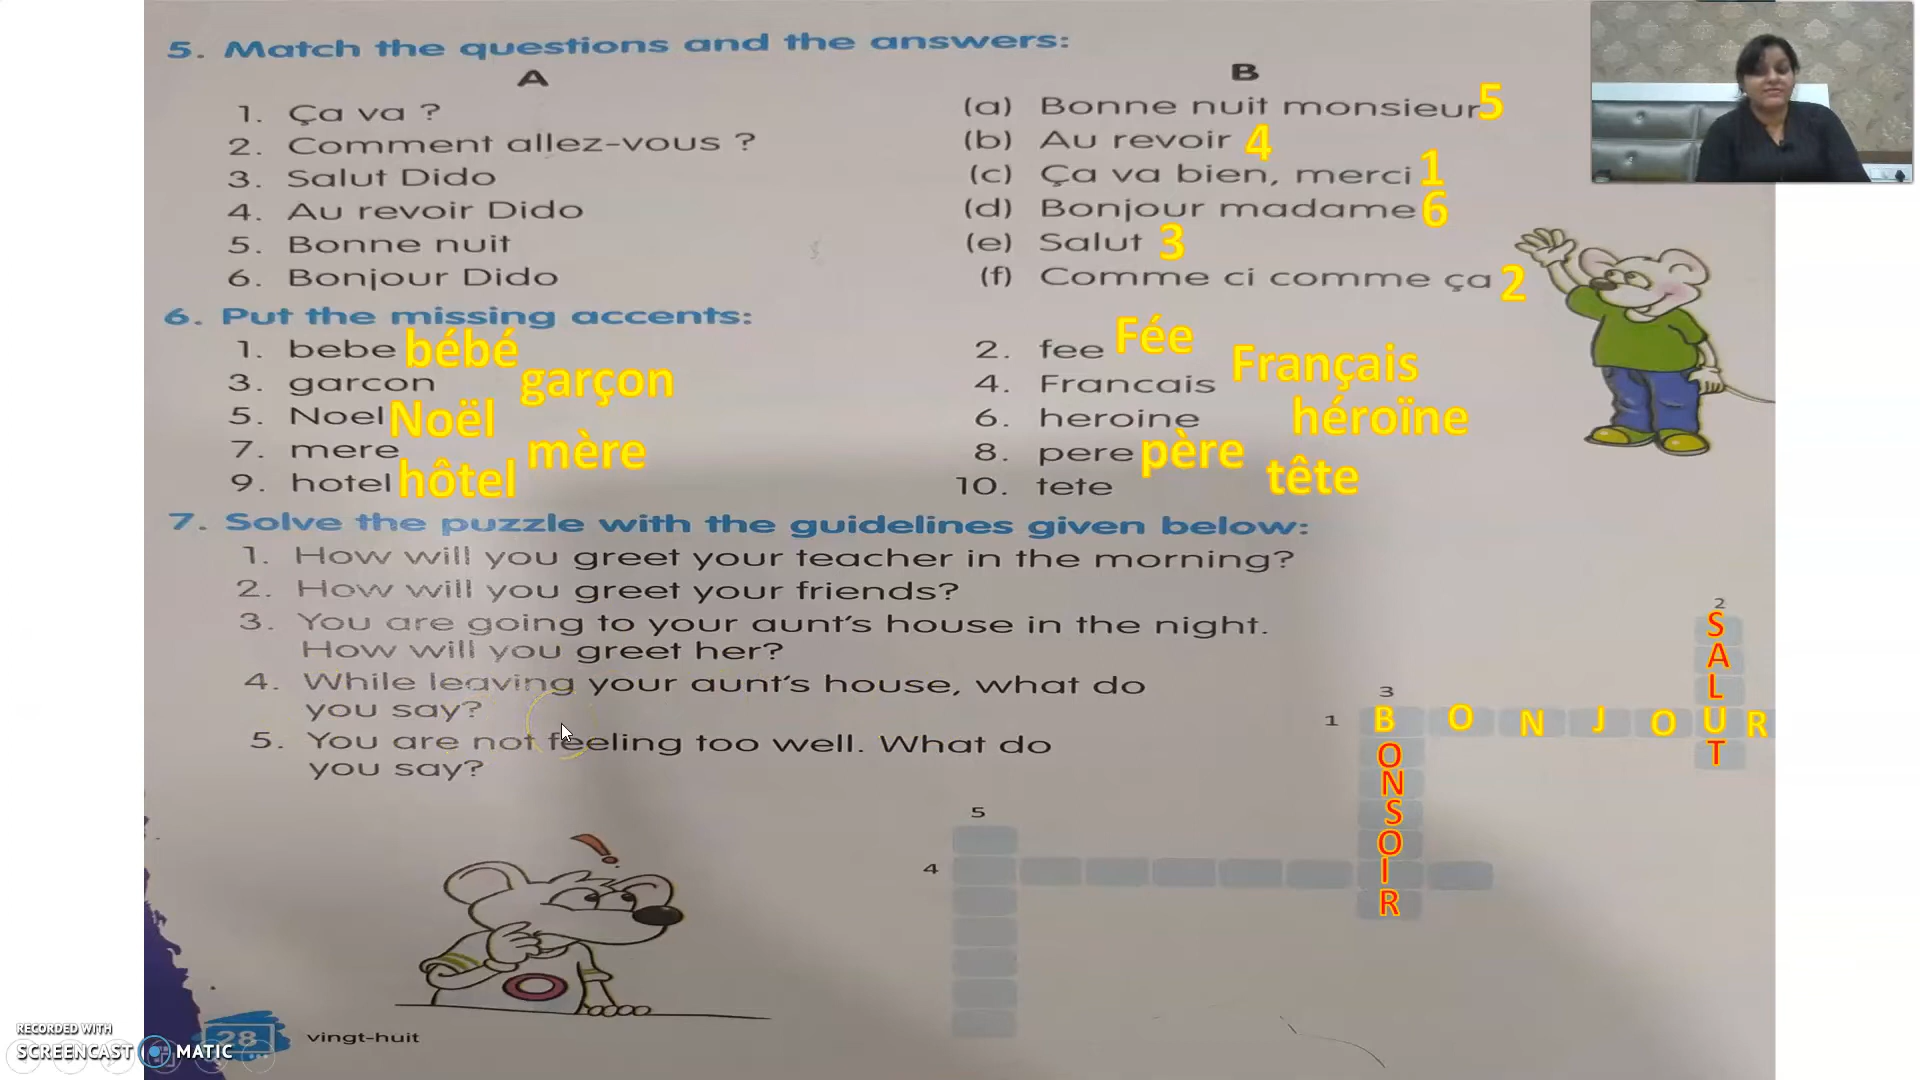 5. Match the questions and the answers:
A B
1. Ça va ? (a) Bonne nuit monsieur 5
2. Comment allez-vous ? (b) Au revoir 4
3. Salut Dido (c) Ça va bien, merci 1
4. Au revoir Dido (d) Bonjour madame 6
5. Bonne nuit (e) Salut 3
6. Bonjour Dido (f) Comme ci comme ça 2
6. Put the missing accents:
1. bebe bébé 2. fee Fée
3. garcon garçon 4. Francais Français
5. Noel Noël 6. heroine héroïne
7. mere mère 8. pere père
9. hotel hôtel 10. tete tête
7. Solve the puzzle with the guidelines given below:
1. How will you greet your teacher in the morning?
2. How will you greet your friends?
3. You are going to your aunt's house in the night.
How will you greet her?
4. While leaving your aunt's house, what do
you say?
5. You are not feeling too well. What do
you say?
2
SALUT
3
1 BONJOUR
BONSOIR
5
4
28 vingt-huit
RECORDED WITH
SCREENCAST MATIC